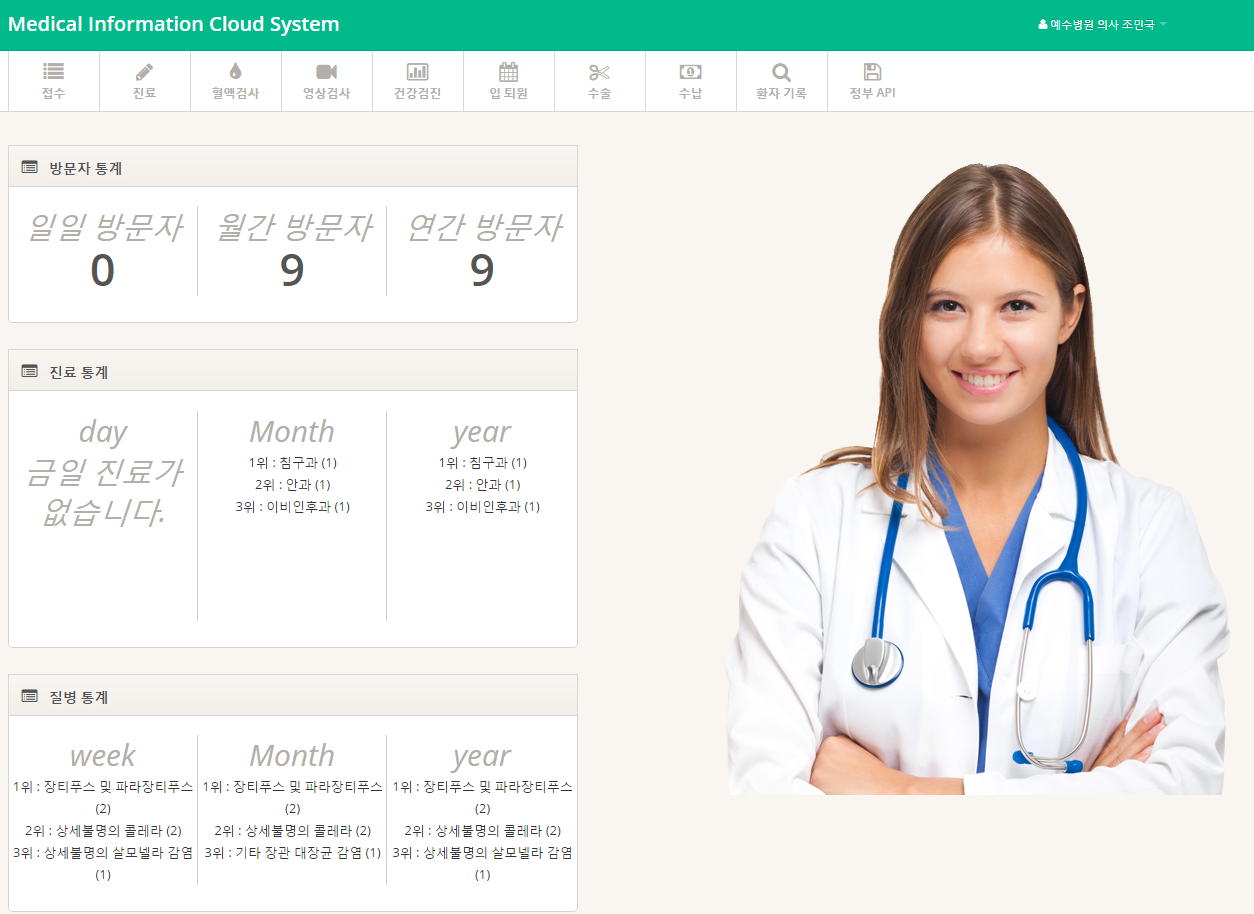 Medical Information Cloud System
예수병원 의사 조민국
접수
진료
혈액검사
영상검사
건강검진
입 퇴원
수술
수납
환자 기록
정부 API
방문자 통계
일일 방문자
0
월간 방문자
9
연간 방문자
9
진료 통계
day
금일 진료가
없습니다.
Month
1위 : 침구과 (1)
2위 : 안과 (1)
3위 : 이비인후과 (1)
year
1위 : 침구과 (1)
2위 : 안과 (1)
3위 : 이비인후과 (1)
질병 통계
week
1위 : 장티푸스 및 파라장티푸스
(2)
2위 : 상세불명의 콜레라 (2)
3위 : 상세불명의 살모넬라 감염
(1)
Month
1위 : 장티푸스 및 파라장티푸스
(2)
2위 : 상세불명의 콜레라 (2)
3위 : 기타 장관 대장균 감염 (1)
year
1위 : 장티푸스 및 파라장티푸스
(2)
2위 : 상세불명의 콜레라 (2)
3위 : 상세불명의 살모넬라 감염
(1)